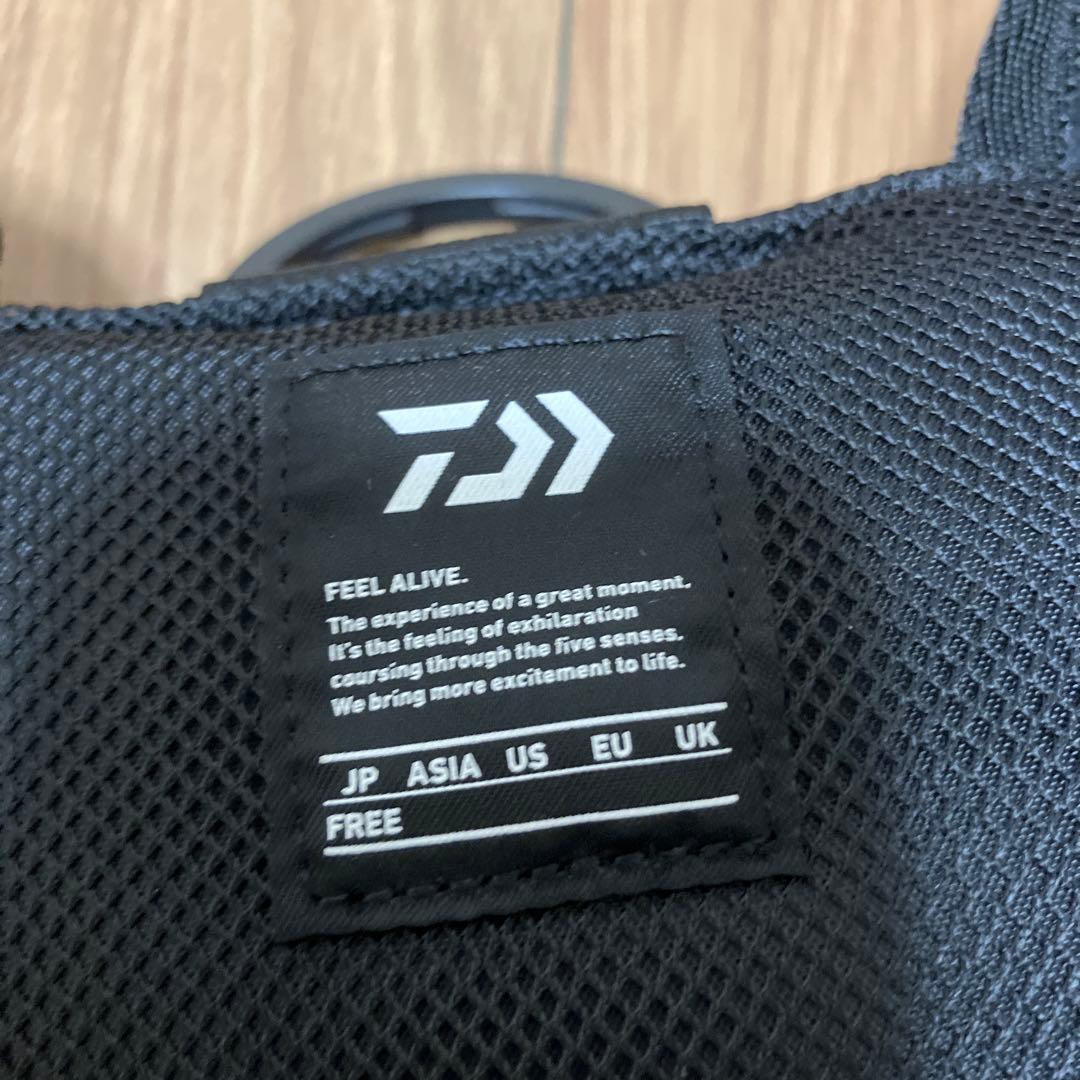 FEEL ALIVE.
The experience of a great moment.
It's the feeling of exhilaration
coursing through the five senses.
We bring more excitement to life.
JP ASIA US EU UK
FREE